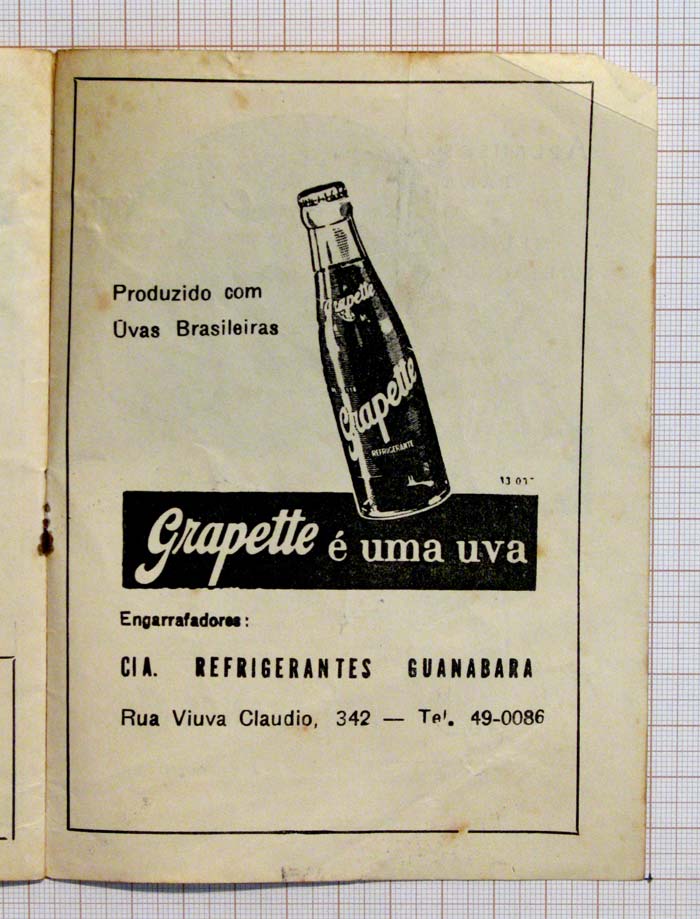 Produzido com
Ûvas Brasileiras
Grapette
Grapette
REFRIGERANTE
Grapette é uma uva
Engarrafadores:
CIA. REFRIGERANTES GUANABARA
Rua Viuva Claudio, 342 — Tel. 49-0086